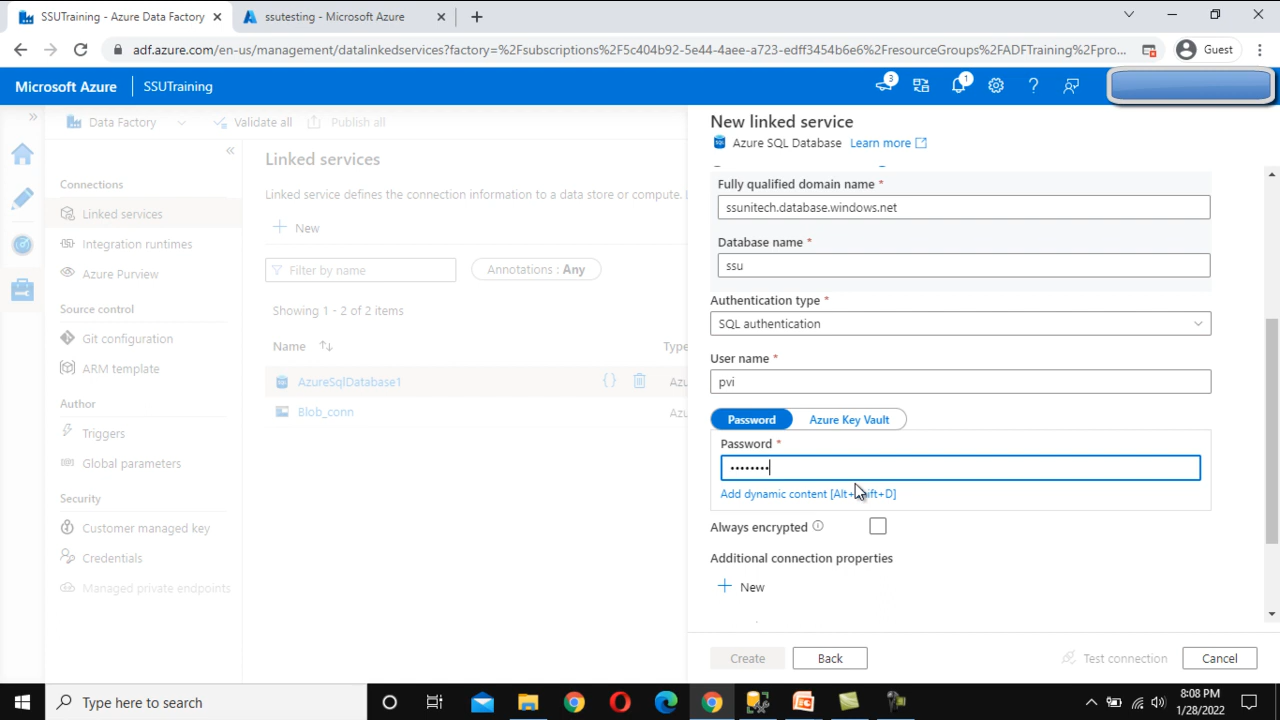 SSUTraining - Azure Data Factory
ssutesting - Microsoft Azure
adf.azure.com/en-us/management/datalinkedservices?factory=%2Fsubscriptions%2F5c404b92-5e44-4aee-a723-edff3454b6e6%2FresourceGroups%2FADFTraining%2Fpro...
Guest
Microsoft Azure
SSUTraining
3
1
Data Factory
Validate all
Publish all
Connections
Linked services
Integration runtimes
Azure Purview
Source control
Git configuration
ARM template
Author
Triggers
Global parameters
Security
Customer managed key
Credentials
Managed private endpoints
Linked services
Linked service defines the connection information to a data store or compute.
New
Filter by name
Annotations : Any
Showing 1 - 2 of 2 items
Name
Type
AzureSqlDatabase1
Azu
Blob_conn
Azu
New linked service
Azure SQL Database Learn more
Fully qualified domain name *
ssunitech.database.windows.net
Database name *
ssu
Authentication type *
SQL authentication
User name *
pvi
Password
Azure Key Vault
Password *
••••••••
Add dynamic content [Alt+Shift+D]
Always encrypted
Additional connection properties
New
Create
Back
Test connection
Cancel
Type here to search
8:08 PM
1/28/2022